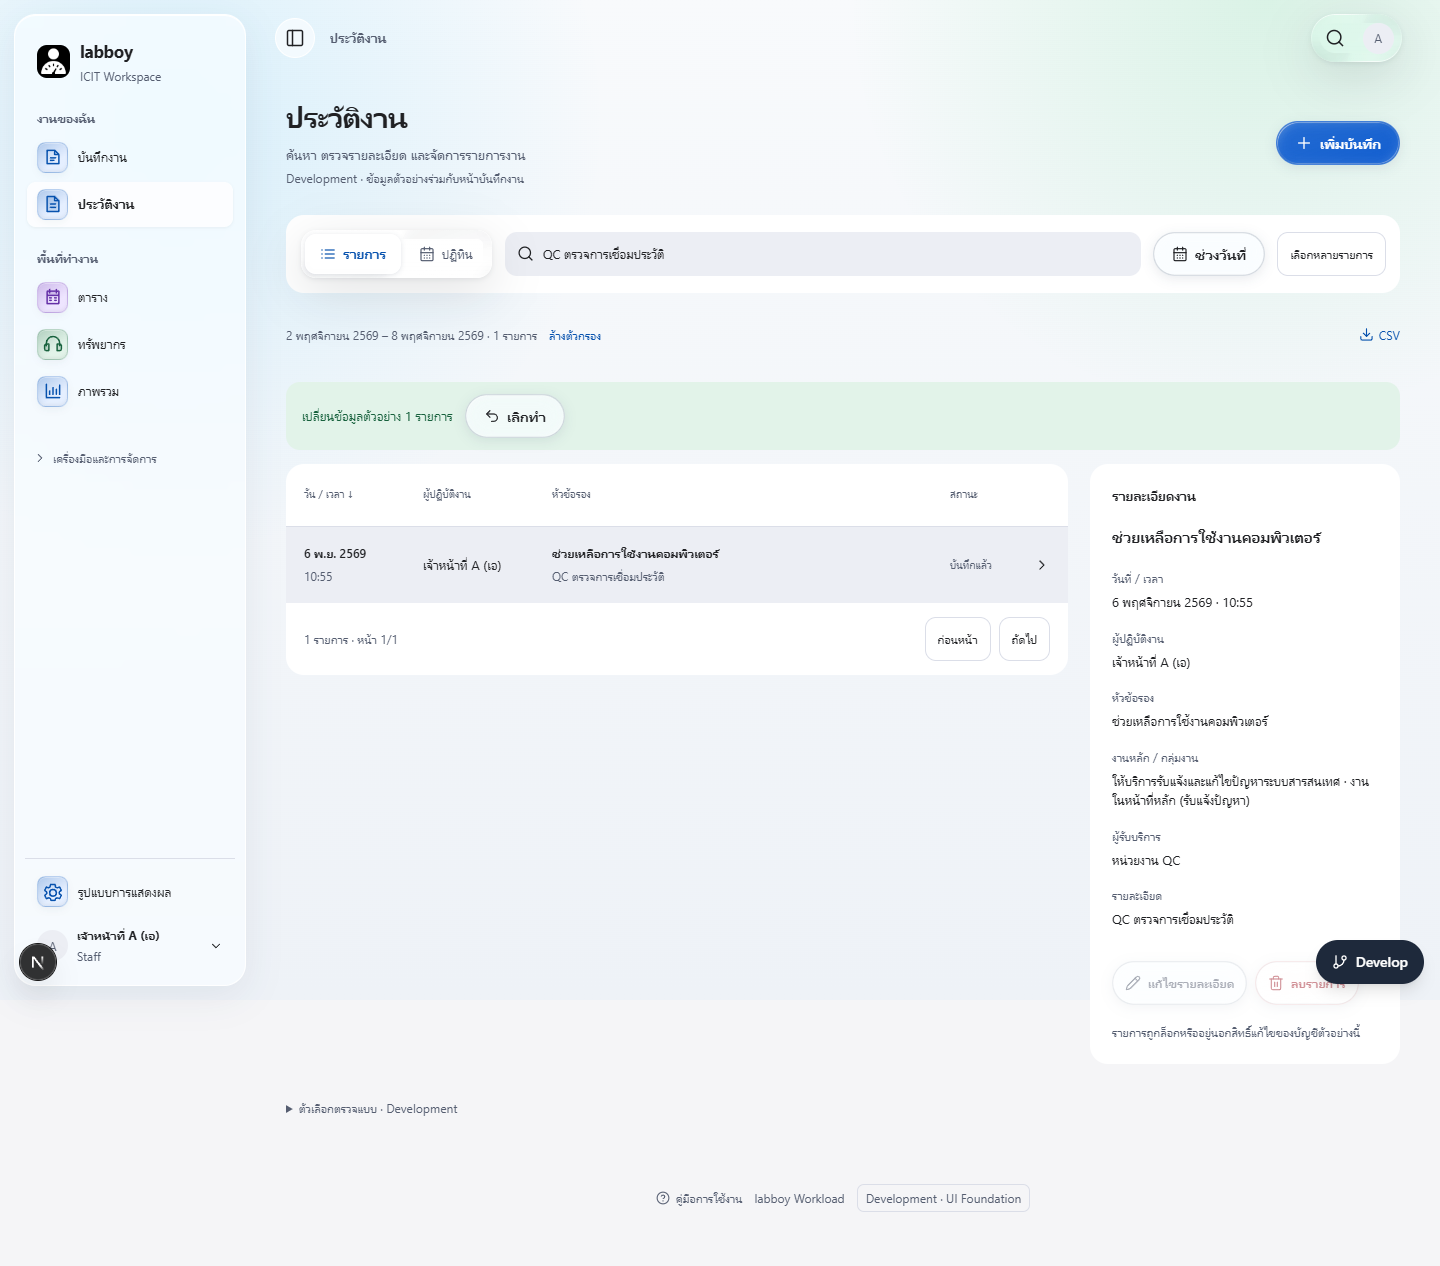 labboy
ICIT Workspace
งานของฉัน
บันทึกงาน
ประวัติงาน
พื้นที่ทำงาน
ตาราง
ทรัพยากร
ภาพรวม
เครื่องมือและการจัดการ
รูปแบบการแสดงผล
A
เจ้าหน้าที่ A (เอ)
Staff
N
ประวัติงาน
A
ประวัติงาน
ค้นหา ตรวจรายละเอียด และจัดการรายการงาน
Development · ข้อมูลตัวอย่างร่วมกับหน้าบันทึกงาน
เพิ่มบันทึก
รายการ
ปฏิทิน
QC ตรวจการเชื่อมประวัติ
ช่วงวันที่
เลือกหลายรายการ
2 พฤศจิกายน 2569 – 8 พฤศจิกายน 2569 · 1 รายการ ล้างตัวกรอง
CSV
เปลี่ยนข้อมูลตัวอย่าง 1 รายการ
เลิกทำ
วัน / เวลา ↓ ผู้ปฏิบัติงาน หัวข้อรอง สถานะ
6 พ.ย. 2569
10:55
เจ้าหน้าที่ A (เอ)
ช่วยเหลือการใช้งานคอมพิวเตอร์
QC ตรวจการเชื่อมประวัติ
บันทึกแล้ว
1 รายการ · หน้า 1/1
ก่อนหน้า
ถัดไป
รายละเอียดงาน
ช่วยเหลือการใช้งานคอมพิวเตอร์
วันที่ / เวลา
6 พฤศจิกายน 2569 · 10:55
ผู้ปฏิบัติงาน
เจ้าหน้าที่ A (เอ)
หัวข้อรอง
ช่วยเหลือการใช้งานคอมพิวเตอร์
งานหลัก / กลุ่มงาน
ให้บริการรับแจ้งและแก้ไขปัญหาระบบสารสนเทศ · งาน
ในหน้าที่หลัก (รับแจ้งปัญหา)
ผู้รับบริการ
หน่วยงาน QC
รายละเอียด
QC ตรวจการเชื่อมประวัติ
แก้ไขรายละเอียด
ลบรายการ
Develop
รายการถูกล็อกหรืออยู่นอกสิทธิ์แก้ไขของบัญชีตัวอย่างนี้
ตัวเลือกตรวจแบบ · Development
คู่มือการใช้งาน
labboy Workload
Development · UI Foundation